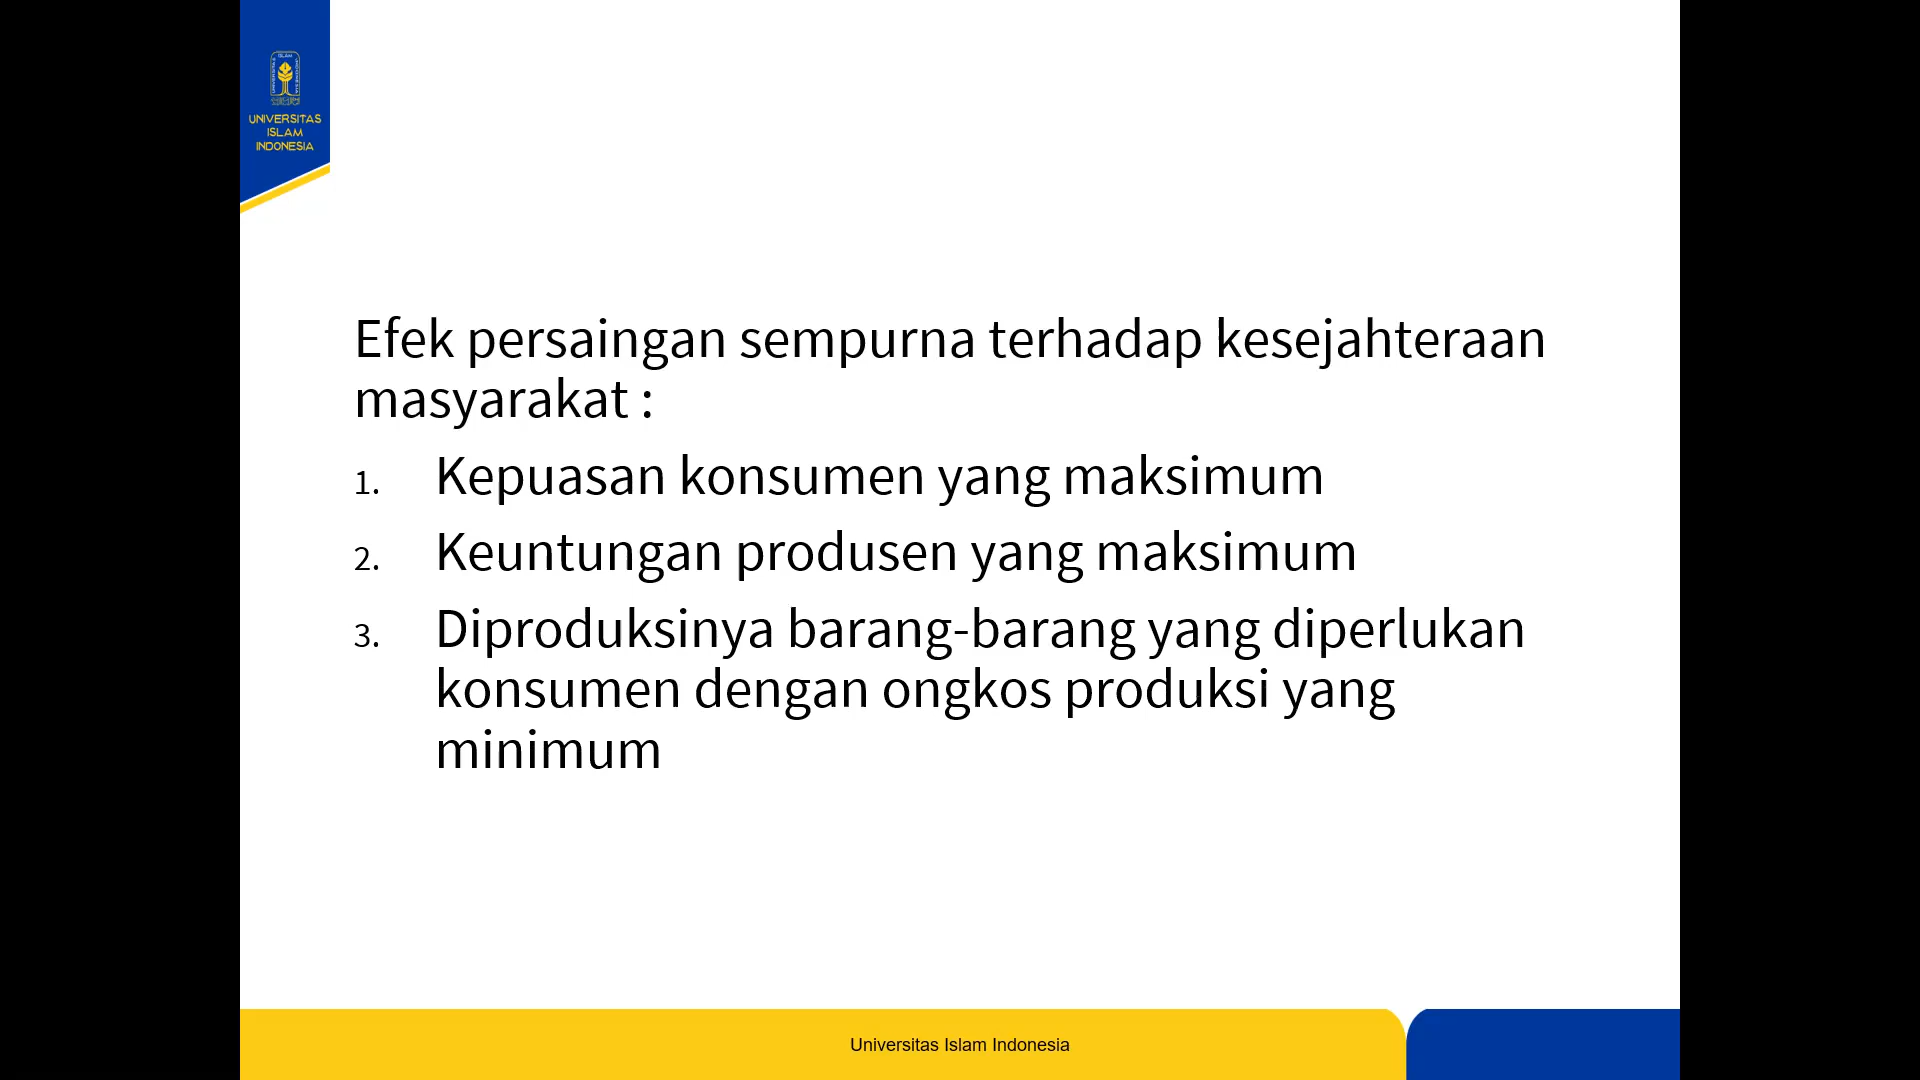 UNIVERSITAS
ISLAM
INDONESIA
Efek persaingan sempurna terhadap kesejahteraan
masyarakat :
1. Kepuasan konsumen yang maksimum
2. Keuntungan produsen yang maksimum
3. Diproduksinya barang-barang yang diperlukan
konsumen dengan ongkos produksi yang
minimum
Universitas Islam Indonesia